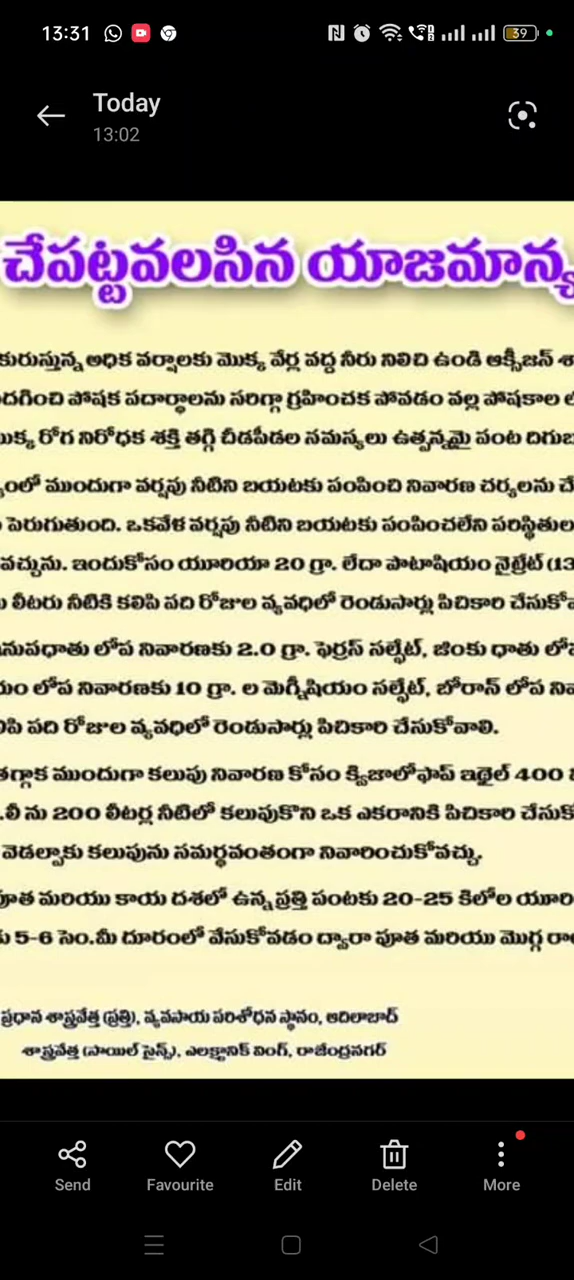 13:31
39
Today
13:02
చేపట్టవలసిన యాజమాన్య
కురుస్తున్న అధిక వర్షాలకు మొక్క వేర్ల వద్ద నీరు నిలిచి ఉండి ఆక్సీజన్ శా
దగించి పోషక పదార్థాలను సరిగ్గా గ్రహించక పోవడం వల్ల పోషకాల లో
ుక్క రోగ నిరోధక శక్తి తగ్గి చీడపీడల సమస్యలు ఉత్పన్నమై పంట దిగుబ
ంలో ముందుగా వర్షపు నీటిని బయటకు పంపించి నివారణ చర్యలను చే
పెరుగుతుంది. ఒకవేళ వర్షపు నీటిని బయటకు పంపించలేని పరిస్థితుల
వచ్చును. ఇందుకోసం యూరియా 20 గ్రా. లేదా పొటాషియం నైట్రేట్ (13
లీటరు నీటికి కలిపి పది రోజుల వ్యవధిలో రెండుసార్లు పిచికారి చేసుకోవ
నుపధాతు లోప నివారణకు 2.0 గ్రా. ఫెర్రస్ సల్ఫేట్, జింకు ధాతు లోప
యం లోప నివారణకు 10 గ్రా. ల మెగ్నీషియం సల్ఫేట్, బోరాన్ లోప నివ
లిపి పది రోజుల వ్యవధిలో రెండుసార్లు పిచికారి చేసుకోవాలి.
తగ్గాక ముందుగా కలుపు నివారణ కోసం క్విజాలోఫాప్ ఇథైల్ 400 మ
.లీ ను 200 లీటర్ల నీటిలో కలుపుకొని ఒక ఎకరానికి పిచికారి చేసుకో
వెడల్పాకు కలుపును సమర్థవంతంగా నివారించుకోవచ్చు.
పూత మరియు కాయ దశలో ఉన్న ప్రత్తి పంటకు 20-25 కిలోల యూరి
కు 5-6 సెం.మీ దూరంలో వేసుకోవడం ద్వారా పూత మరియు మొగ్గ రాల
ప్రధాన శాస్త్రవేత్త (ప్రత్తి), వ్యవసాయ పరిశోధన స్థానం, ఆదిలాబాద్
శాస్త్రవేత్త (సాయిల్ సైన్స్), ఎలక్ట్రానిక్ వింగ్, రాజేంద్రనగర్
Send Favourite Edit Delete More